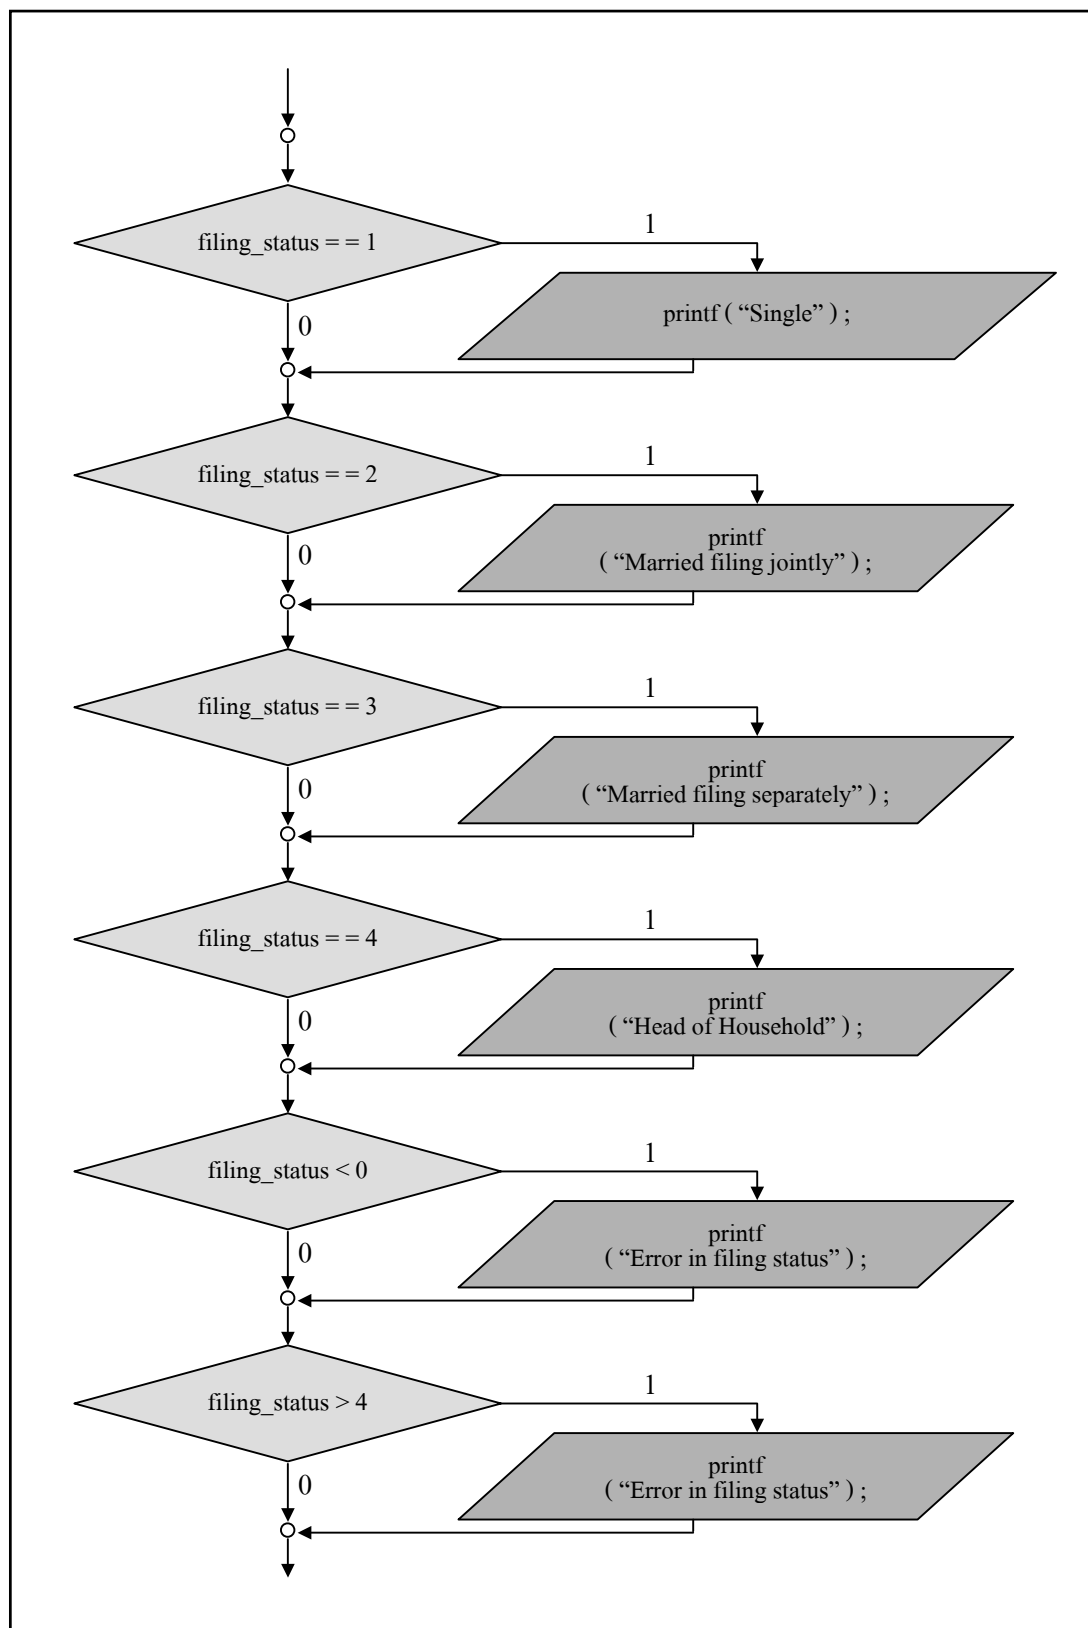 filing_status = = 1
1
printf ( “Single” ) ;
0
filing_status = = 2
1
printf
( “Married filing jointly” ) ;
0
filing_status = = 3
1
printf
( “Married filing separately” ) ;
0
filing_status = = 4
1
printf
( “Head of Household” ) ;
0
filing_status < 0
1
printf
( “Error in filing status” ) ;
0
filing_status > 4
1
printf
( “Error in filing status” ) ;
0